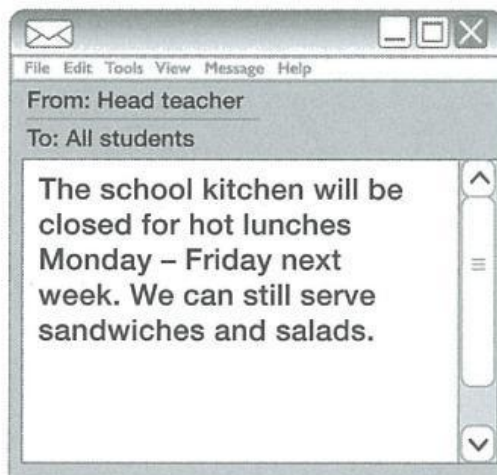 File Edit Tools View Message Help
From: Head teacher
To: All students
The school kitchen will be
closed for hot lunches
Monday – Friday next
week. We can still serve
sandwiches and salads.